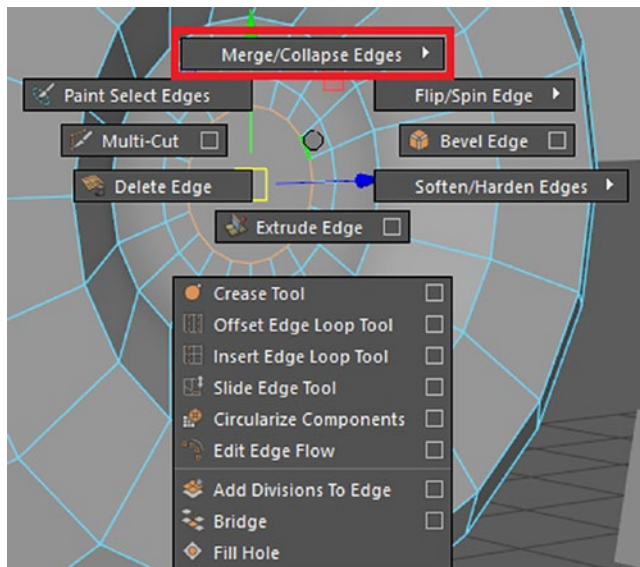 Merge/Collapse Edges
Paint Select Edges
Flip/Spin Edge
Multi-Cut
Bevel Edge
Delete Edge
Soften/Harden Edges
Extrude Edge
Crease Tool
Offset Edge Loop Tool
Insert Edge Loop Tool
Slide Edge Tool
Circularize Components
Edit Edge Flow
Add Divisions To Edge
Bridge
Fill Hole